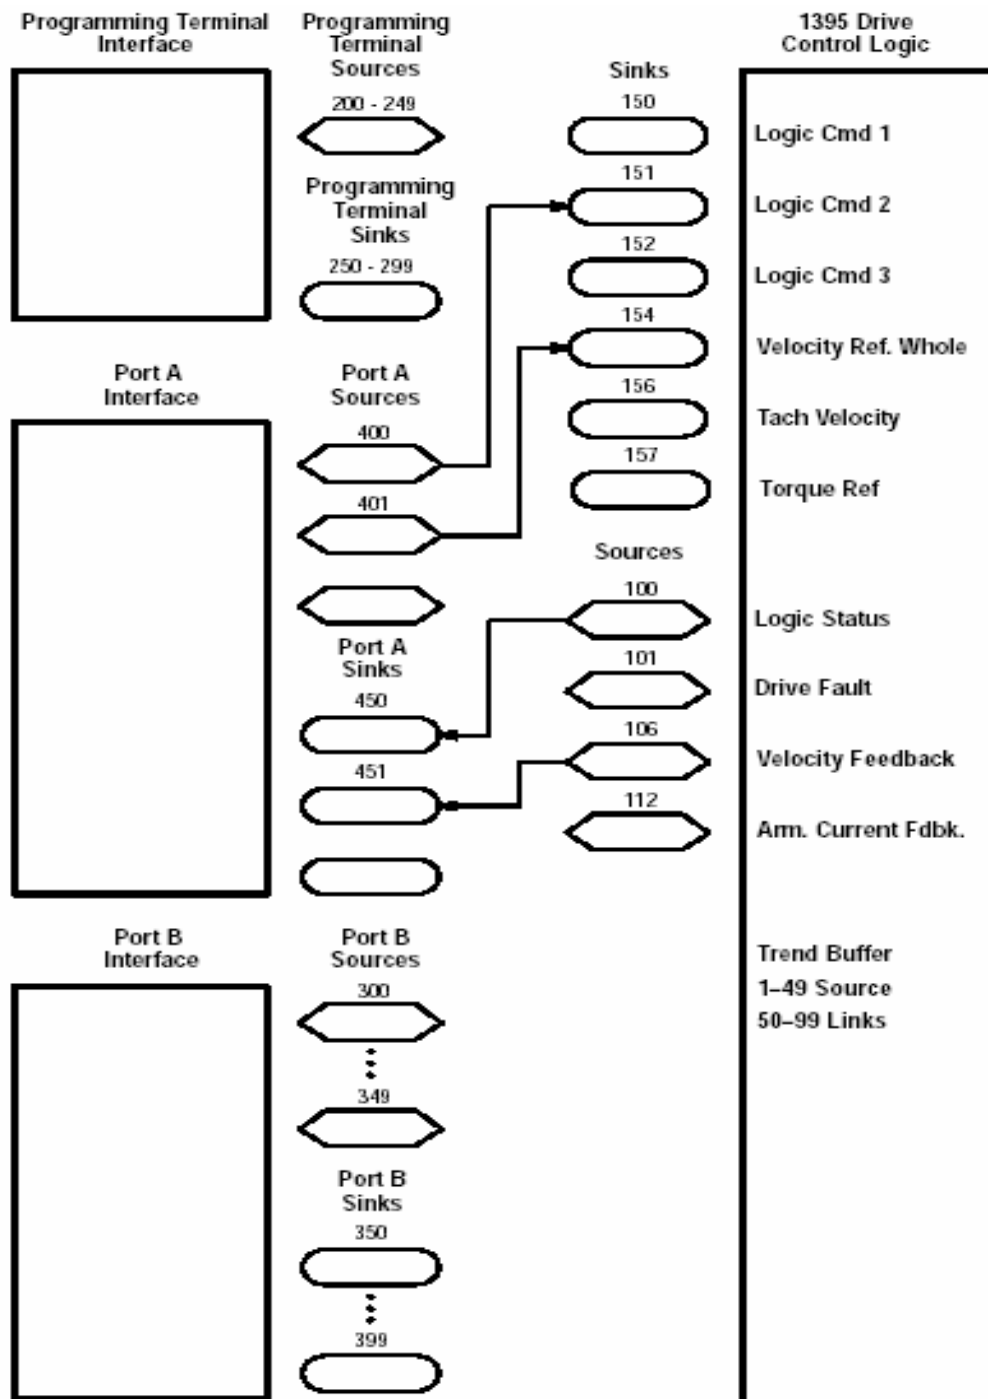 Programming Terminal
Interface
Programming
Terminal
Sources
200 - 249
Programming
Terminal
Sinks
250 - 299
Port A
Interface
Port A
Sources
400
401
Port A
Sinks
450
451
Port B
Interface
Port B
Sources
300
349
Port B
Sinks
350
399
Sinks
150
151
152
154
156
157
Sources
100
101
106
112
1395 Drive
Control Logic
Logic Cmd 1
Logic Cmd 2
Logic Cmd 3
Velocity Ref. Whole
Tach Velocity
Torque Ref
Logic Status
Drive Fault
Velocity Feedback
Arm. Current Fdbk.
Trend Buffer
1–49 Source
50–99 Links